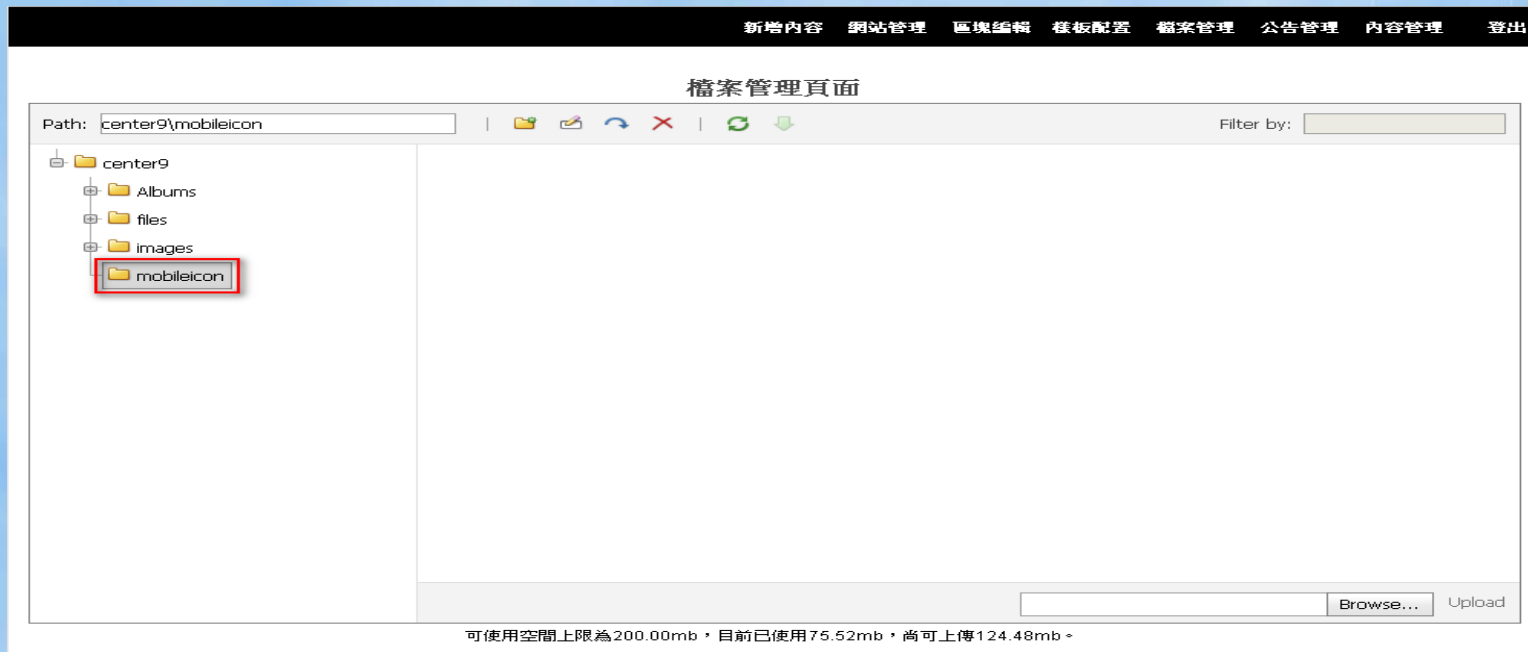 新增內容 網站管理 區塊編輯 樣板配置 檔案管理 公告管理 內容管理 登出
檔案管理頁面
Path: center9\mobileicon Filter by:
center9
Albums
files
images
mobileicon
Browse... Upload
可使用空間上限為200.00mb，目前已使用75.52mb，尚可上傳124.48mb。